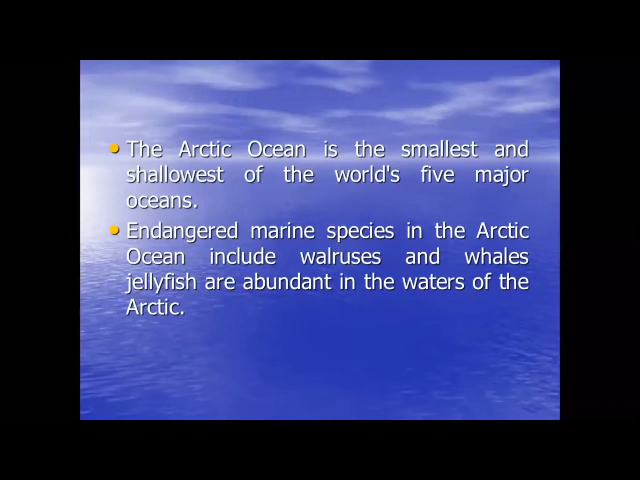 • The Arctic Ocean is the smallest and
shallowest of the world's five major
oceans.
• Endangered marine species in the Arctic
Ocean include walruses and whales
jellyfish are abundant in the waters of the
Arctic.